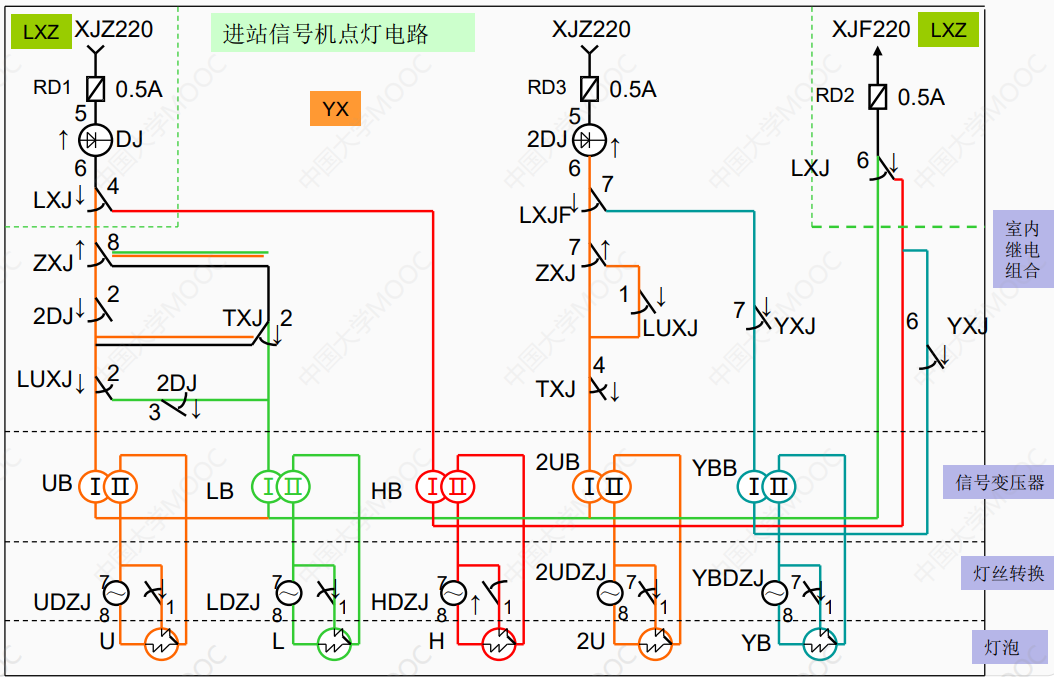 LXZ XJZ220 进站信号机点灯电路 XJZ220 XJF220 LXZ
RD1 0.5A YX RD3 0.5A RD2 0.5A
5 5
DJ 2DJ
6 6 LXJ 6
LXJ 4 LXJF 7
室内
继电
组合
ZXJ 8 ZXJ 7
2DJ 2 TXJ 2 1 LUXJ 7 YXJ 6 YXJ
LUXJ 2 2DJ TXJ 4
3
UB I II LB I II HB I II 2UB I II YBB I II 信号变压器
UDZJ 7 8 1 LDZJ 7 8 1 HDZJ 7 8 1 2UDZJ 7 8 1 YBDZJ 7 8 1 灯丝转换
U L H 2U YB 灯泡
中国大学MOOC